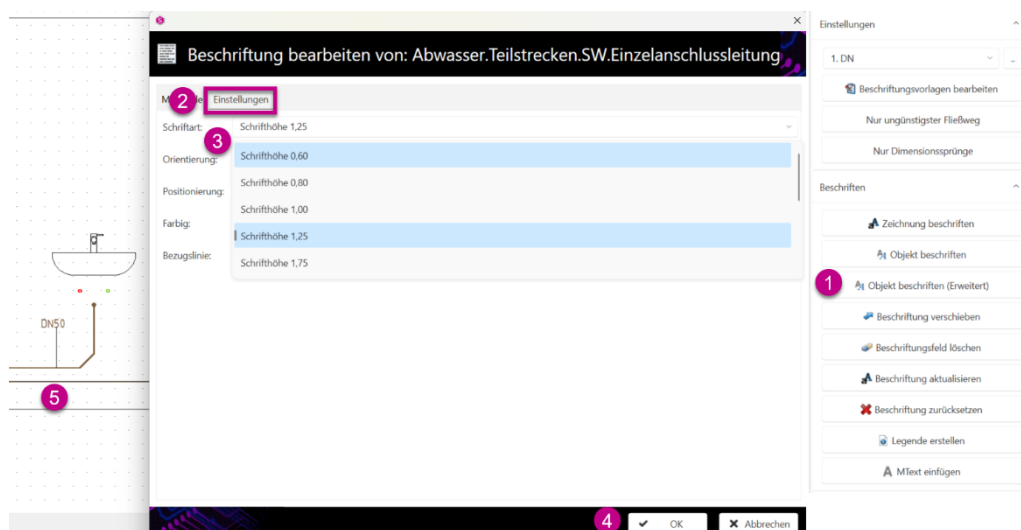 Beschriftung bearbeiten von: Abwasser.Teilstrecken.SW.Einzelanschlussleitung
2
Einstellungen
Schriftart:
Schrifthöhe 1,25
3
Orientierung:
Schrifthöhe 0,60
Positionierung:
Schrifthöhe 0,80
Farbig:
Schrifthöhe 1,00
Schrifthöhe 1,25
Bezugslinie:
Schrifthöhe 1,75
DN50
5
4
OK
Abbrechen
Einstellungen
1. DN
Beschriftungsvorlagen bearbeiten
Nur ungünstigster Fließweg
Nur Dimensionssprünge
Beschriften
Zeichnung beschriften
Objekt beschriften
1
Objekt beschriften (Erweitert)
Beschriftung verschieben
Beschriftungsfeld löschen
Beschriftung aktualisieren
Beschriftung zurücksetzen
Legende erstellen
MText einfügen